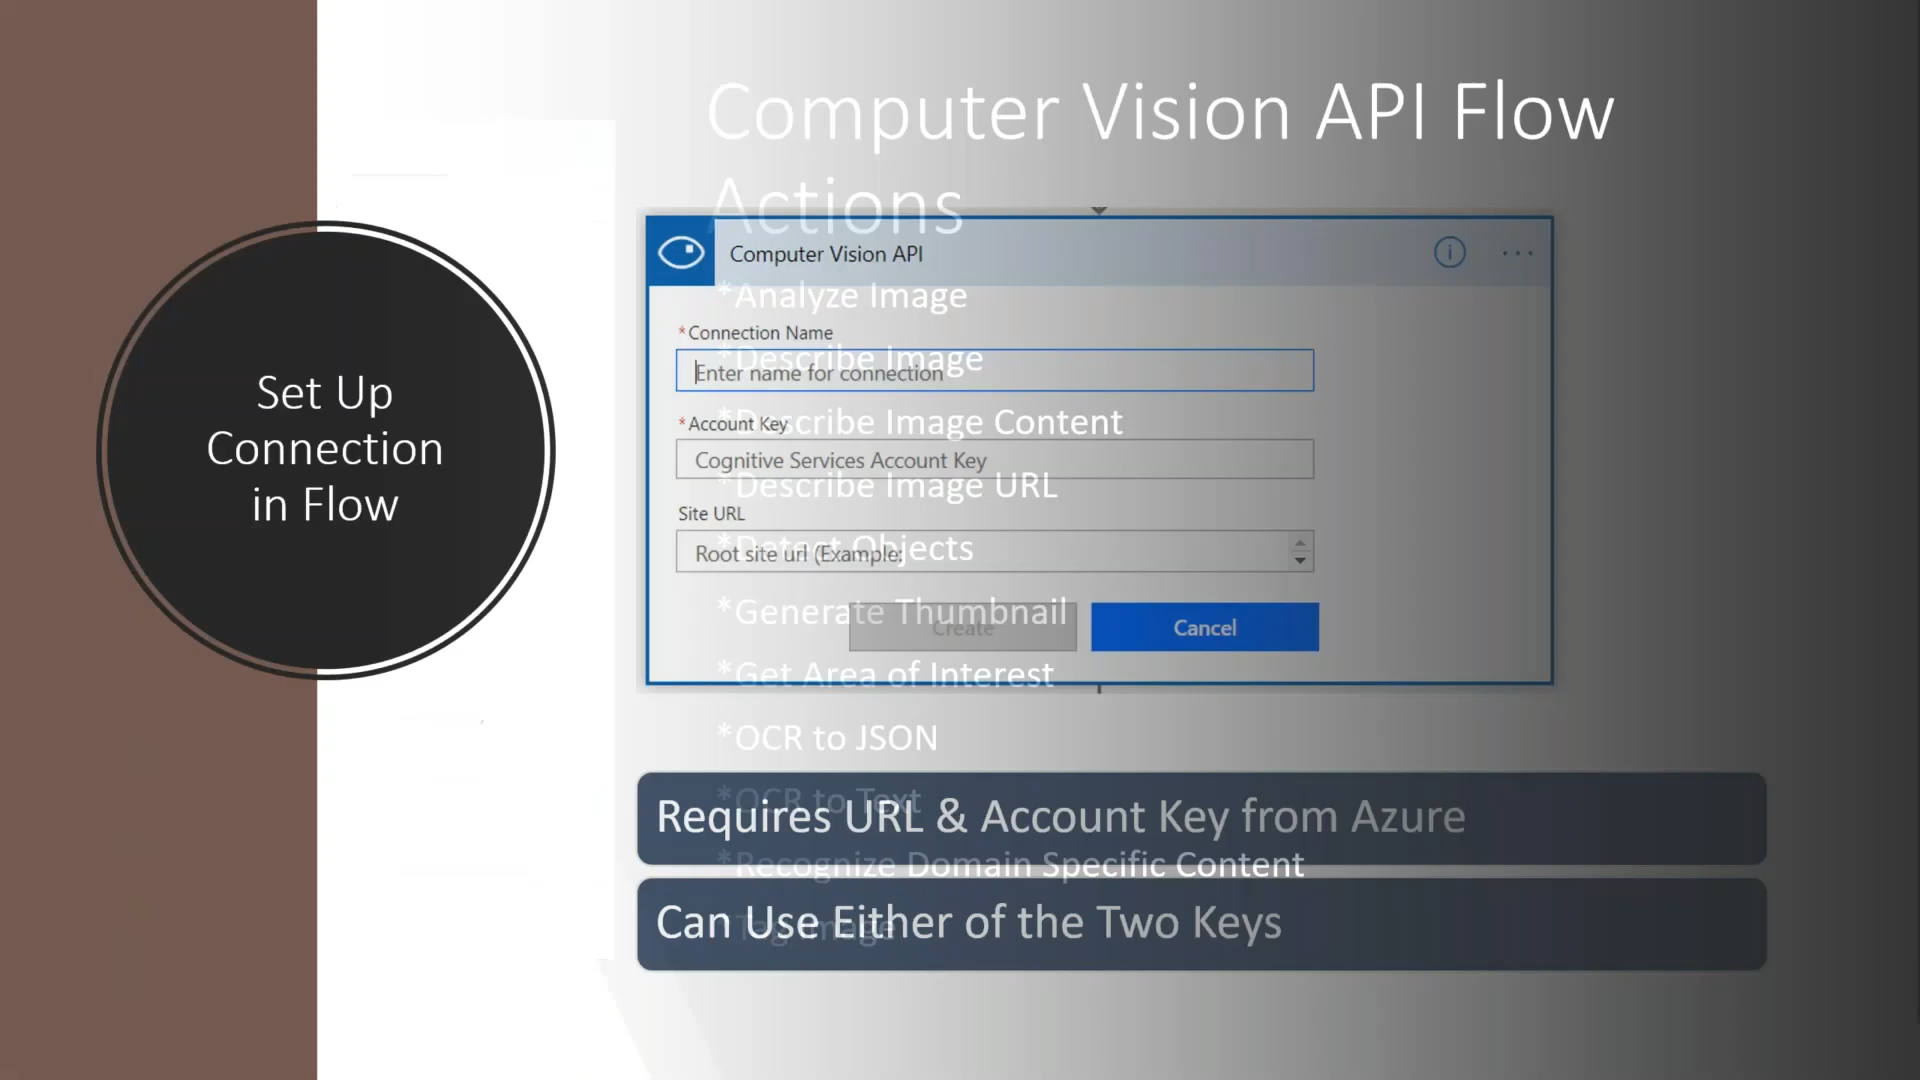 Set Up
Connection
in Flow
Computer Vision API Flow
Actions
Computer Vision API
*Analyze Image
*Connection Name
*Describe Image
Enter name for connection
*Describe Image Content
*Account Key
Cognitive Services Account Key
*Describe Image URL
Site URL
*Detect Objects
Root site url (Example:
*Generate Thumbnail
Create
Cancel
*Get Area of Interest
*OCR to JSON
*OCR to Text
Requires URL & Account Key from Azure
*Recognize Domain Specific Content
Can Use Either of the Two Keys
*Tag Image